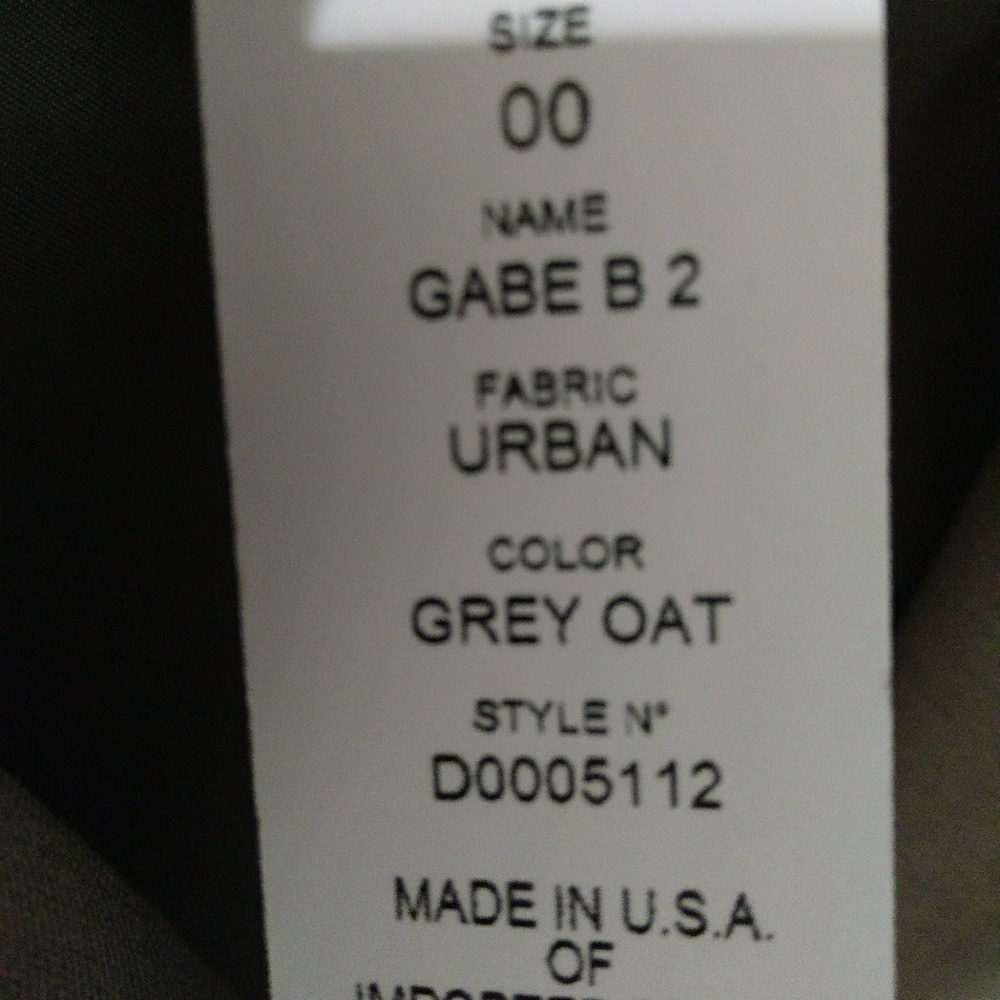 SIZE
00
NAME
GABE B 2
FABRIC
URBAN
COLOR
GREY OAT
STYLE N°
D0005112
MADE IN U.S.A.
OF